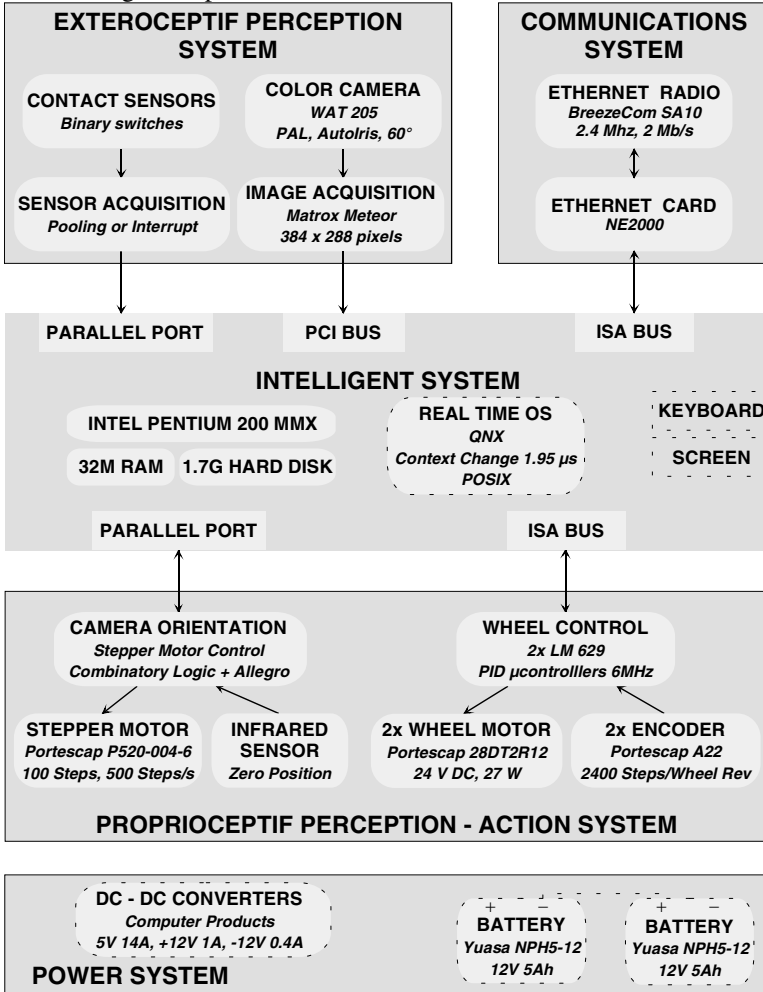 EXTEROCEPTIF PERCEPTION
SYSTEM
CONTACT SENSORS
Binary switches
COLOR CAMERA
WAT 205
PAL, AutoIris, 60°
SENSOR ACQUISITION
Pooling or Interrupt
IMAGE ACQUISITION
Matrox Meteor
384 x 288 pixels
COMMUNICATIONS
SYSTEM
ETHERNET RADIO
BreezeCom SA10
2.4 Mhz, 2 Mb/s
ETHERNET CARD
NE2000
PARALLEL PORT
PCI BUS
ISA BUS
INTELLIGENT SYSTEM
INTEL PENTIUM 200 MMX
32M RAM
1.7G HARD DISK
REAL TIME OS
QNX
Context Change 1.95 µs
POSIX
KEYBOARD
SCREEN
PARALLEL PORT
ISA BUS
CAMERA ORIENTATION
Stepper Motor Control
Combinatory Logic + Allegro
WHEEL CONTROL
2x LM 629
PID µcontrolllers 6MHz
STEPPER MOTOR
Portescap P520-004-6
100 Steps, 500 Steps/s
INFRARED
SENSOR
Zero Position
2x WHEEL MOTOR
Portescap 28DT2R12
24 V DC, 27 W
2x ENCODER
Portescap A22
2400 Steps/Wheel Rev
PROPRIOCEPTIF PERCEPTION - ACTION SYSTEM
DC - DC CONVERTERS
Computer Products
5V 14A, +12V 1A, -12V 0.4A
+ −
BATTERY
Yuasa NPH5-12
12V 5Ah
+ −
BATTERY
Yuasa NPH5-12
12V 5Ah
POWER SYSTEM